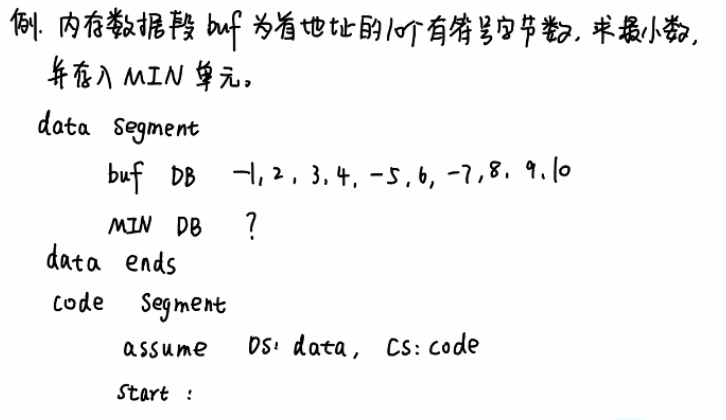 例. 内存数据段 buf 为首地址的10个有符号字节数, 求最小数,
并存入 MIN 单元。
data segment
buf DB -1, 2, 3, 4, -5, 6, -7, 8, 9, 10
MIN DB ?
data ends
code segment
assume DS: data, CS: code
start :